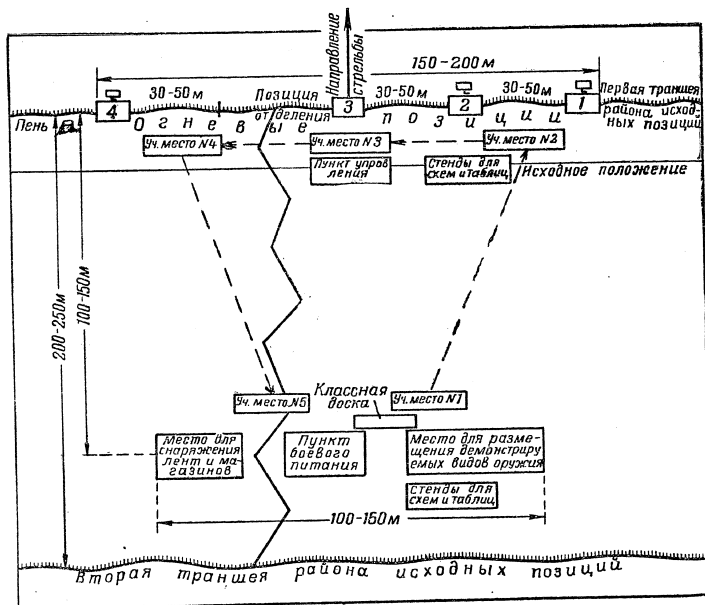 Направление
стрельбы
150-200м
30-50м
Позиция
отделения
30-50м
30-50м
Первая траншея
района исход-
ных позиций
4
3
2
1
Пень
Огневые позиции
Уч. место N4
Уч. место N3
Уч. место N2
Пункт управ
ления
Стенды для
схем и таблиц
Исходное положение
100-150м
200-250м
Уч. место N5
Классная
доска
Уч. место N1
Место для
снаряжения
лент и ма-
газинов
Пункт
боевого
питания
Место для разме-
щения демонстриру
емых видов оружия
Стенды для
схем и таблиц
100-150м
Вторая траншея района исходных позиций